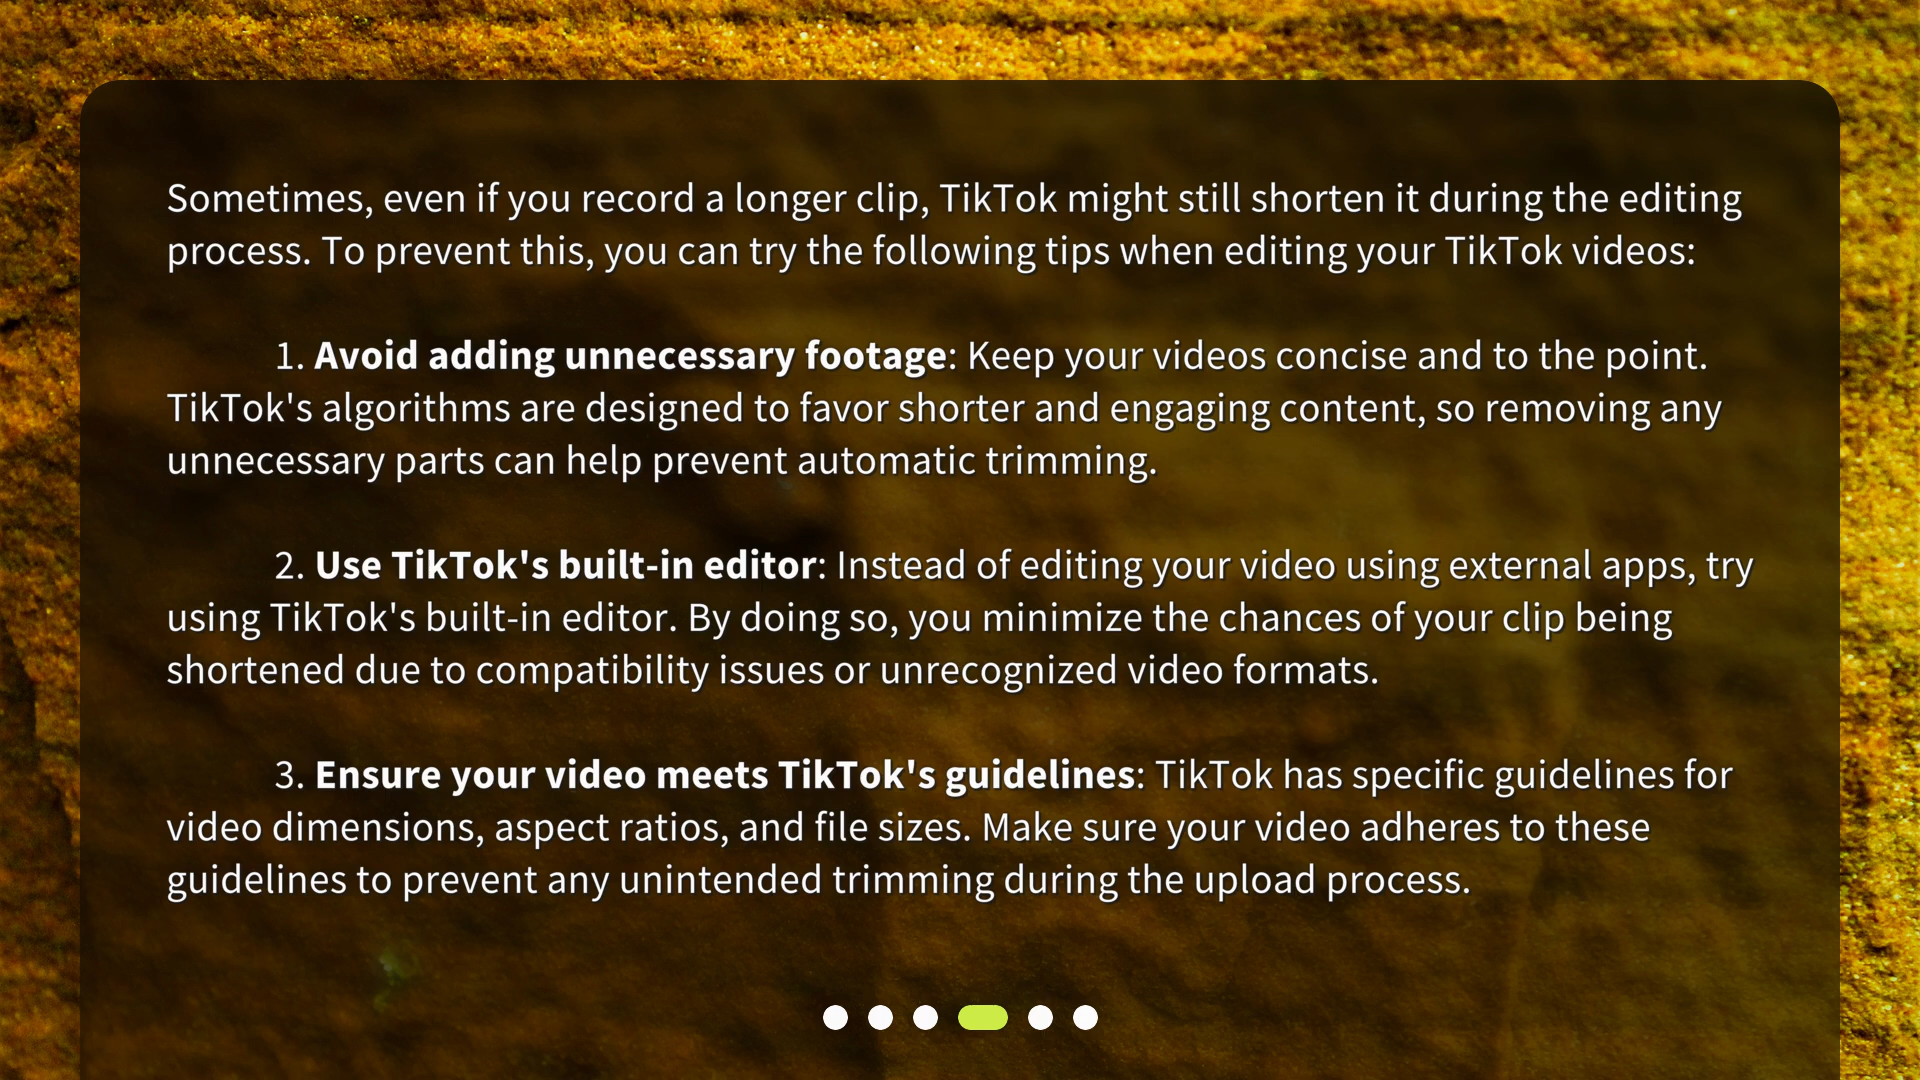 Sometimes, even if you record a longer clip, TikTok might still shorten it during the editing
process. To prevent this, you can try the following tips when editing your TikTok videos:
1. Avoid adding unnecessary footage: Keep your videos concise and to the point.
TikTok's algorithms are designed to favor shorter and engaging content, so removing any
unnecessary parts can help prevent automatic trimming.
2. Use TikTok's built-in editor: Instead of editing your video using external apps, try
using TikTok's built-in editor. By doing so, you minimize the chances of your clip being
shortened due to compatibility issues or unrecognized video formats.
3. Ensure your video meets TikTok's guidelines: TikTok has specific guidelines for
video dimensions, aspect ratios, and file sizes. Make sure your video adheres to these
guidelines to prevent any unintended trimming during the upload process.